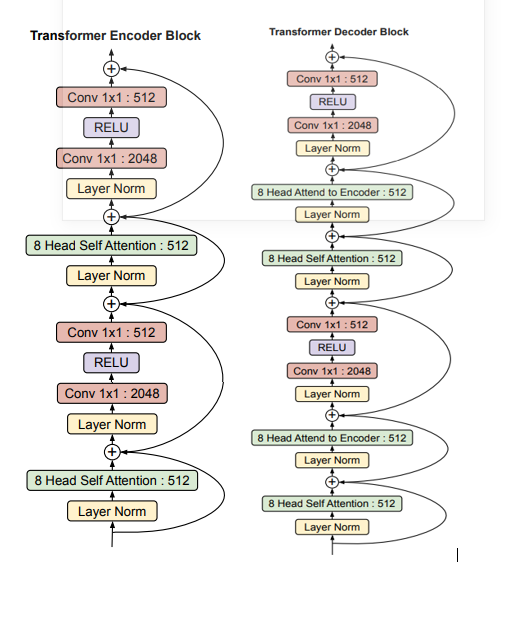 Transformer Encoder Block
+
Conv 1x1 : 512
RELU
Conv 1x1 : 2048
Layer Norm
+
8 Head Self Attention : 512
Layer Norm
+
Conv 1x1 : 512
RELU
Conv 1x1 : 2048
Layer Norm
+
8 Head Self Attention : 512
Layer Norm
Transformer Decoder Block
+
Conv 1x1 : 512
RELU
Conv 1x1 : 2048
Layer Norm
+
8 Head Attend to Encoder : 512
Layer Norm
+
8 Head Self Attention : 512
Layer Norm
+
Conv 1x1 : 512
RELU
Conv 1x1 : 2048
Layer Norm
+
8 Head Attend to Encoder : 512
Layer Norm
+
8 Head Self Attention : 512
Layer Norm